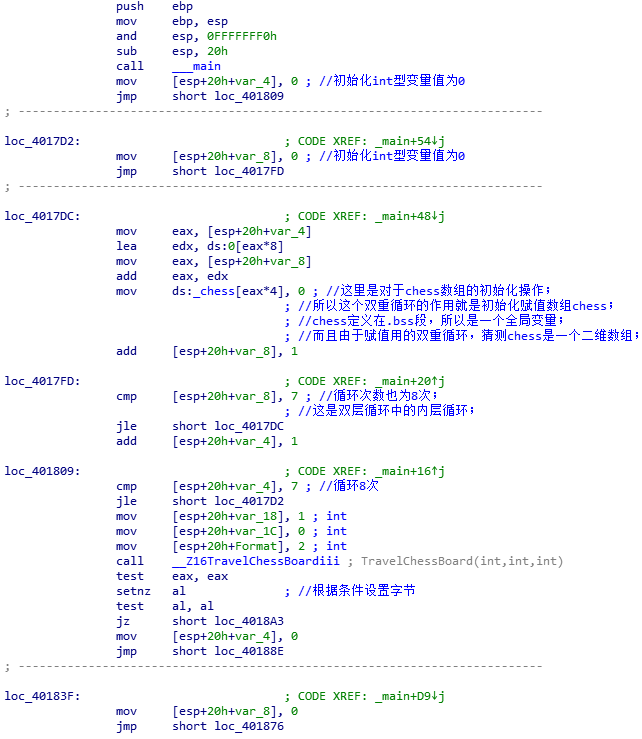 push    ebp
mov     ebp, esp
and     esp, 0FFFFFFF0h
sub     esp, 20h
call    ___main
mov     [esp+20h+var_4], 0 ; //初始化int型变量值为0
jmp     short loc_401809
; ---------------------------------------------------------------------------
loc_4017D2:                             ; CODE XREF: _main+54↓j
mov     [esp+20h+var_8], 0 ; //初始化int型变量值为0
jmp     short loc_4017FD
; ---------------------------------------------------------------------------
loc_4017DC:                             ; CODE XREF: _main+48↓j
mov     eax, [esp+20h+var_4]
lea     edx, ds:0[eax*8]
mov     eax, [esp+20h+var_8]
add     eax, edx
mov     ds:_chess[eax*4], 0 ; //这里是对于chess数组的初始化操作;
; //所以这个双重循环的作用就是初始化赋值数组chess;
; //chess定义在.bss段，所以是一个全局变量;
; //而且由于赋值用的双重循环，猜测chess是一个二维数组;
add     [esp+20h+var_8], 1
loc_4017FD:                             ; CODE XREF: _main+20↑j
cmp     [esp+20h+var_8], 7 ; //循环次数也为8次;
; //这是双层循环中的内层循环;
jle     short loc_4017DC
add     [esp+20h+var_4], 1
loc_401809:                             ; CODE XREF: _main+16↑j
cmp     [esp+20h+var_4], 7 ; //循环8次
jle     short loc_4017D2
mov     [esp+20h+var_18], 1 ; int
mov     [esp+20h+var_1C], 0 ; int
mov     [esp+20h+Format], 2 ; int
call    __Z16TravelChessBoardiii ; TravelChessBoard(int,int,int)
test    eax, eax
setnz   al              ; //根据条件设置字节
test    al, al
jz      short loc_4018A3
mov     [esp+20h+var_4], 0
jmp     short loc_40188E
; ---------------------------------------------------------------------------
loc_40183F:                             ; CODE XREF: _main+D9↓j
mov     [esp+20h+var_8], 0
jmp     short loc_401876